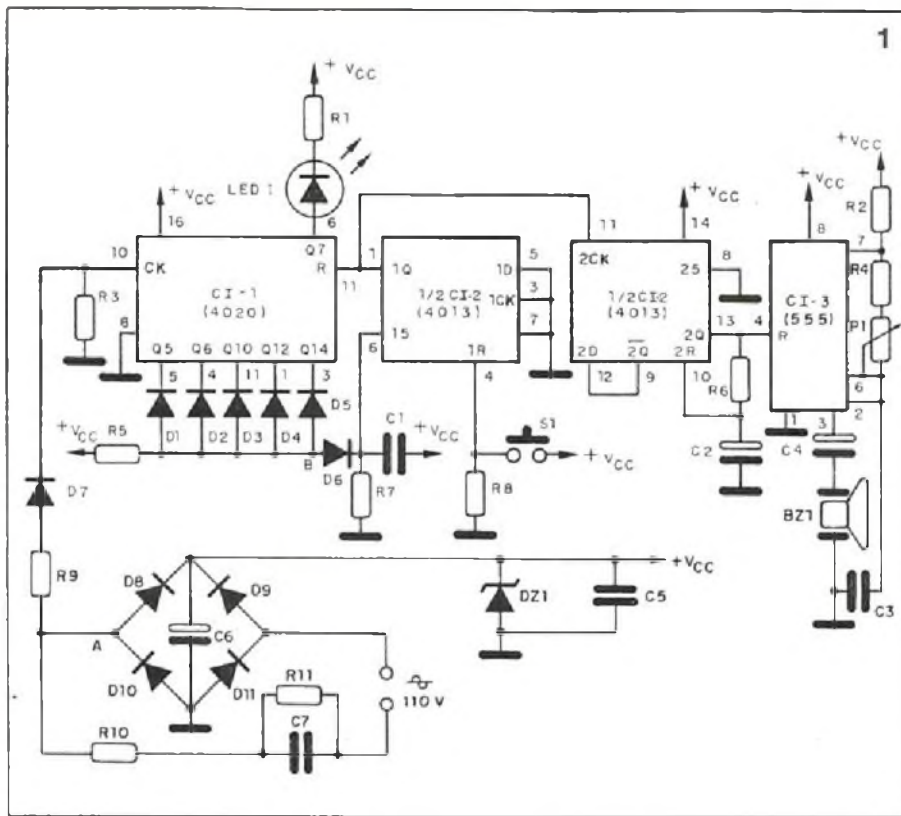 1
+ VCC
R1
LED 1
+ VCC
16
6
Q7
10
CK
R
11
CI-1
(4020)
R3
6
Q5 Q6 Q10 Q12 Q14
5 4 11 1 3
D1 D2 D3 D4 D5
+VCC
R5
B
D6
C1
+VCC
R7
1
1Q
1D
5
1CK
3
1/2 CI-2
(4013)
7
6
1S
1R
4
S1
+ VCC
R8
11
2CK
+ VCC
14
2S
8
1/2CI2
(4013)
2Q
13
2D
2Q
2R
12
9
10
R6
C2
+ VCC
8
+VCC
R2
7
R4
CI-3
(555)
4
R
P1
6
2
1
3
C4
BZ1
C3
D7
R9
A
D8
D9
C6
D10
D11
R10
R11
C7
110 V
DZ1
C5
+VCC